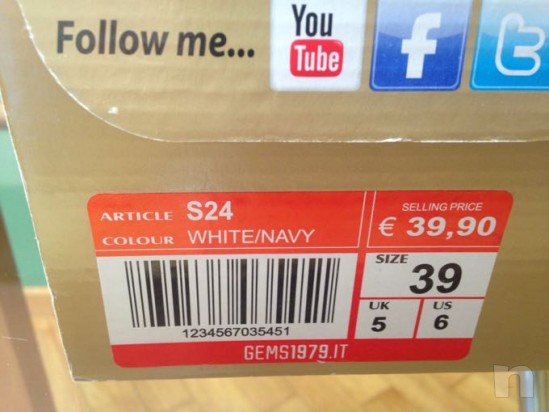 Follow me... You Tube f t
ARTICLE S24
COLOUR WHITE/NAVY
1234567035451
SELLING PRICE
€ 39,90
SIZE 39
UK 5
US 6
GEMS1979.IT
n